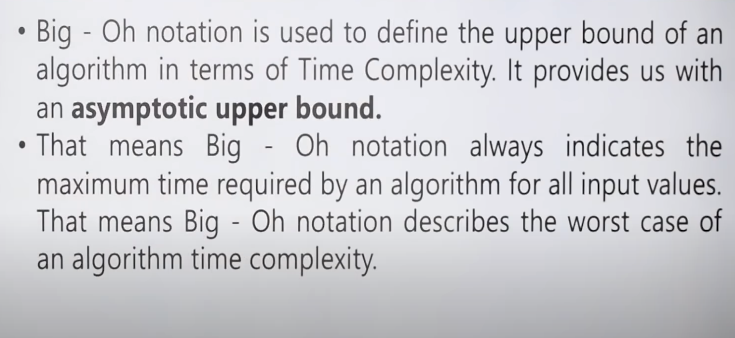 • Big - Oh notation is used to define the upper bound of an
algorithm in terms of Time Complexity. It provides us with
an asymptotic upper bound.
• That means Big - Oh notation always indicates the
maximum time required by an algorithm for all input values.
That means Big - Oh notation describes the worst case of
an algorithm time complexity.